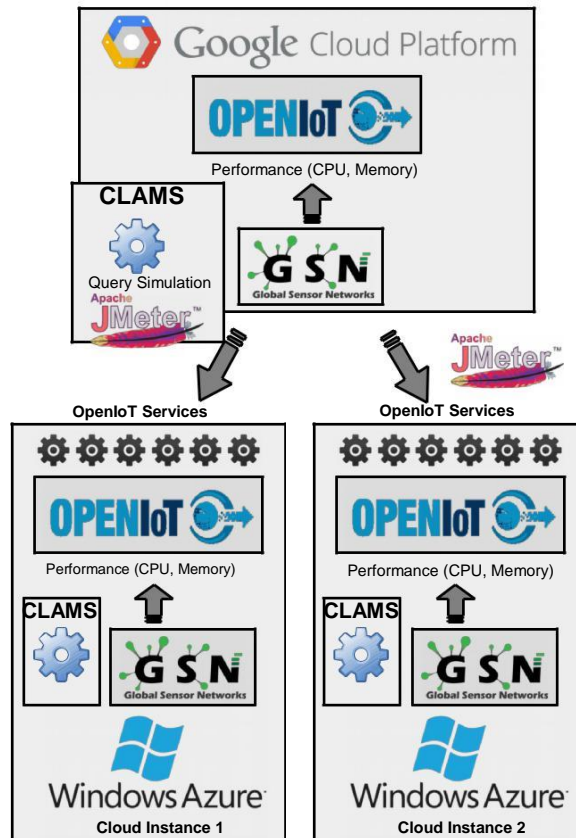 Google Cloud Platform
OPENIoT
Performance (CPU, Memory)
CLAMS
Query Simulation
Apache
JMeter™
GSN
Global Sensor Networks
Apache
JMeter™
OpenIoT Services
OPENIoT
Performance (CPU, Memory)
CLAMS
GSN
Global Sensor Networks
Windows Azure
Cloud Instance 1
OpenIoT Services
OPENIoT
Performance (CPU, Memory)
CLAMS
GSN
Global Sensor Networks
Windows Azure
Cloud Instance 2